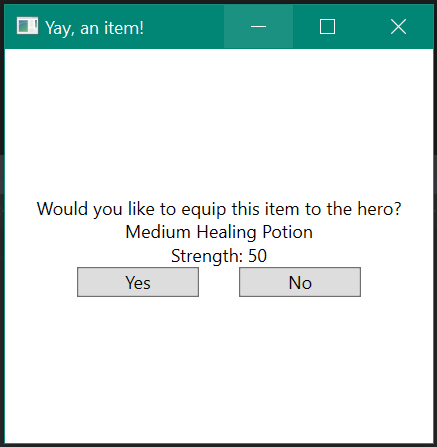 Yay, an item!
Would you like to equip this item to the hero?
Medium Healing Potion
Strength: 50
Yes No